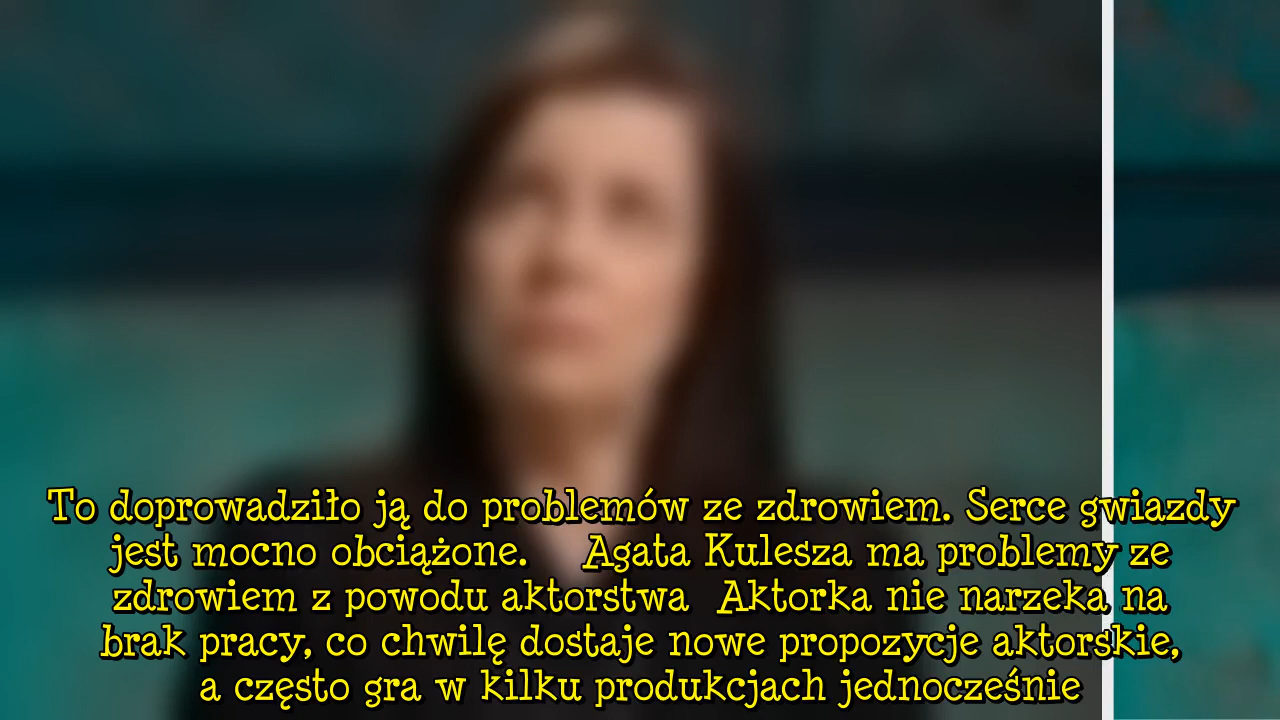 To doprowadziło ją do problemów ze zdrowiem. Serce gwiazdy
jest mocno obciążone. Agata Kulesza ma problemy ze
zdrowiem z powodu aktorstwa Aktorka nie narzeka na
brak pracy, co chwilę dostaje nowe propozycje aktorskie,
a często gra w kilku produkcjach jednocześnie